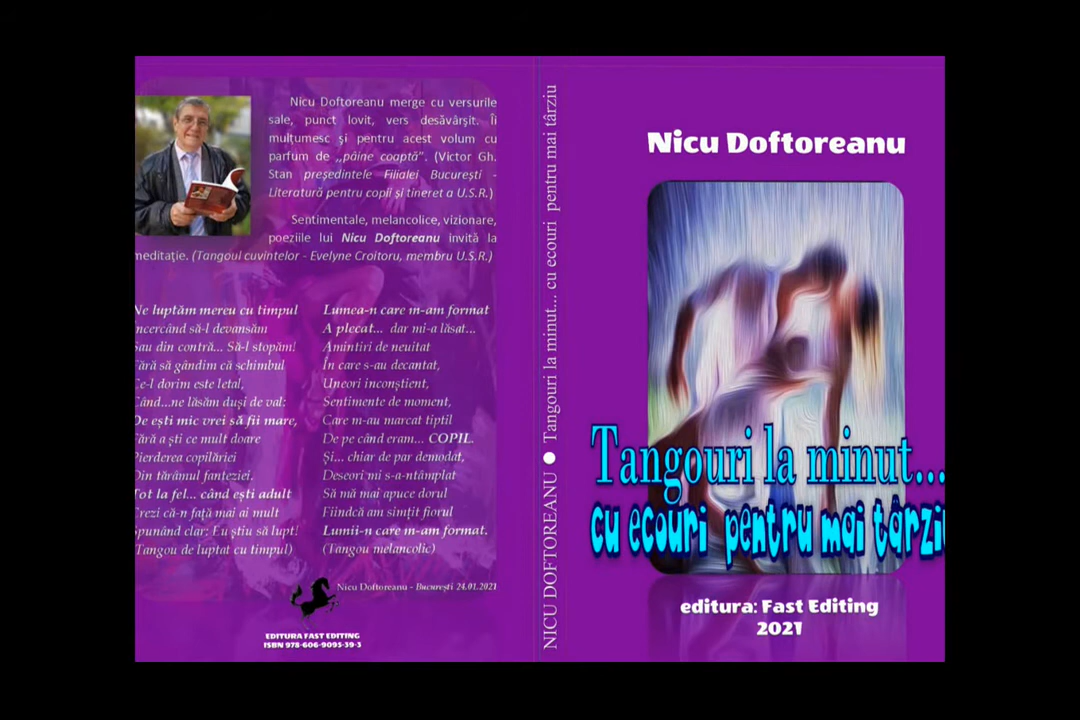 Nicu Doftoreanu merge cu versurile
sale, punct lovit, vers desăvârșit. Îi
mulțumesc și pentru acest volum cu
parfum de ,,pâine coaptă”. (Victor Gh.
Stan președintele Filialei București -
Literatură pentru copii și tineret a U.S.R.)
Sentimentale, melancolice, vizionare,
poeziile lui Nicu Doftoreanu invită la
meditație. (Tangoul cuvintelor - Evelyne Croitoru, membru U.S.R.)
Ne luptăm mereu cu timpul
Încercând să-l devansăm
Sau din contră... Să-l stopăm!
Fără să gândim că schimbul
Ce-l dorim este letal,
Când...ne lăsăm duși de val:
De ești mic vrei să fii mare,
Fără a ști ce mult doare
Pierderea copilăriei
Din tărâmul fanteziei.
Tot la fel... când ești adult
Crezi că-n față mai ai mult
Spunând clar: Eu știu să lupt!
(Tangou de luptat cu timpul)
Lumea-n care m-am format
A plecat... dar mi-a lăsat...
Amintiri de neuitat
În care s-au decantat,
Uneori inconștient,
Sentimente de moment,
Care m-au marcat tiptil
De pe când eram... COPIL.
Și... chiar de par demodat,
Deseori mi s-a-ntâmplat
Să mă mai apuce dorul
Fiindcă am simțit fiorul
Lumii-n care m-am format.
(Tangou melancolic)
Nicu Doftoreanu - București 24.01.2021
EDITURA FAST EDITING
ISBN 978-606-9095-39-3
NICU DOFTOREANU ● Tangouri la minut... cu ecouri pentru mai târziu
Nicu Doftoreanu
Tangouri la minut...
cu ecouri pentru mai târziu
editura: Fast Editing
2021